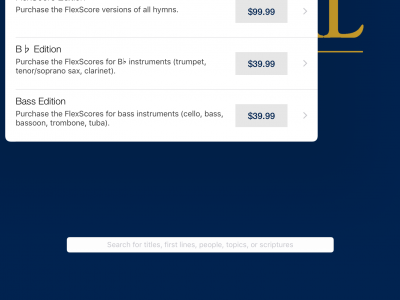 Purchase the FlexScore versions of all hymns.
$99.99
B♭ Edition
Purchase the FlexScores for B♭ instruments (trumpet,
tenor/soprano sax, clarinet).
$39.99
Bass Edition
Purchase the FlexScores for bass instruments (cello, bass,
bassoon, trombone, tuba).
$39.99
Search for titles, first lines, people, topics, or scriptures